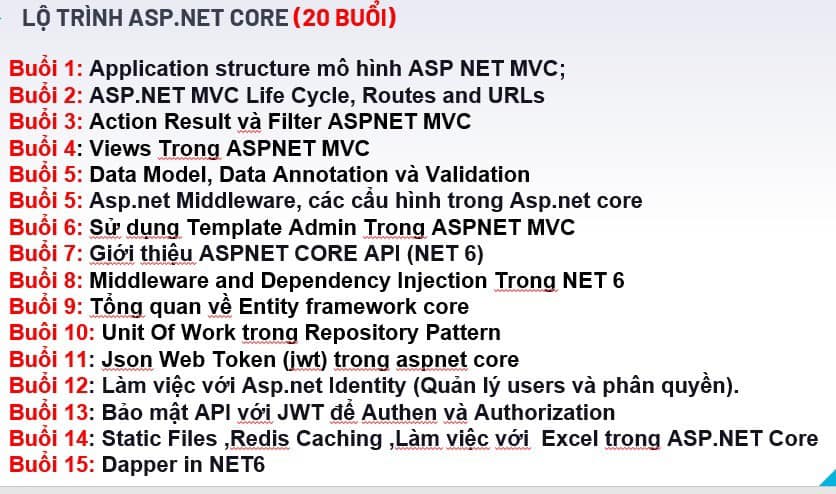 LỘ TRÌNH ASP.NET CORE (20 BUỔI)
Buổi 1: Application structure mô hình ASP NET MVC;
Buổi 2: ASP.NET MVC Life Cycle, Routes and URLs
Buổi 3: Action Result và Filter ASPNET MVC
Buổi 4: Views Trong ASPNET MVC
Buổi 5: Data Model, Data Annotation và Validation
Buổi 5: Asp.net Middleware, các cẩu hình trong Asp.net core
Buổi 6: Sử dụng Template Admin Trong ASPNET MVC
Buổi 7: Giới thiệu ASPNET CORE API (NET 6)
Buổi 8: Middleware and Dependency Injection Trong NET 6
Buổi 9: Tổng quan về Entity framework core
Buôi 10: Unit Of Work trong Repository Pattern
Buổi 11: Json Web Token (jwt) trong aspnet core
Buổi 12: Làm việc với Asp.net Identity (Quản lý users và phân quyền).
Buổi 13: Bảo mật API với JWT để Authen và Authorization
Buổi 14: Static Files ,Redis Caching ,Làm việc với Excel trong ASP.NET Core
Buổi 15: Dapper in NET6